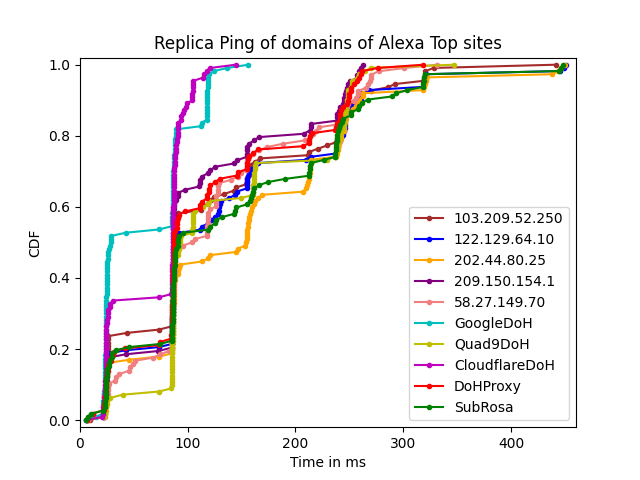 Replica Ping of domains of Alexa Top sites
CDF
1.0
0.8
0.6
0.4
0.2
0.0
103.209.52.250
122.129.64.10
202.44.80.25
209.150.154.1
58.27.149.70
GoogleDoH
Quad9DoH
CloudflareDoH
DoHProxy
SubRosa
0
100
200
300
400
Time in ms